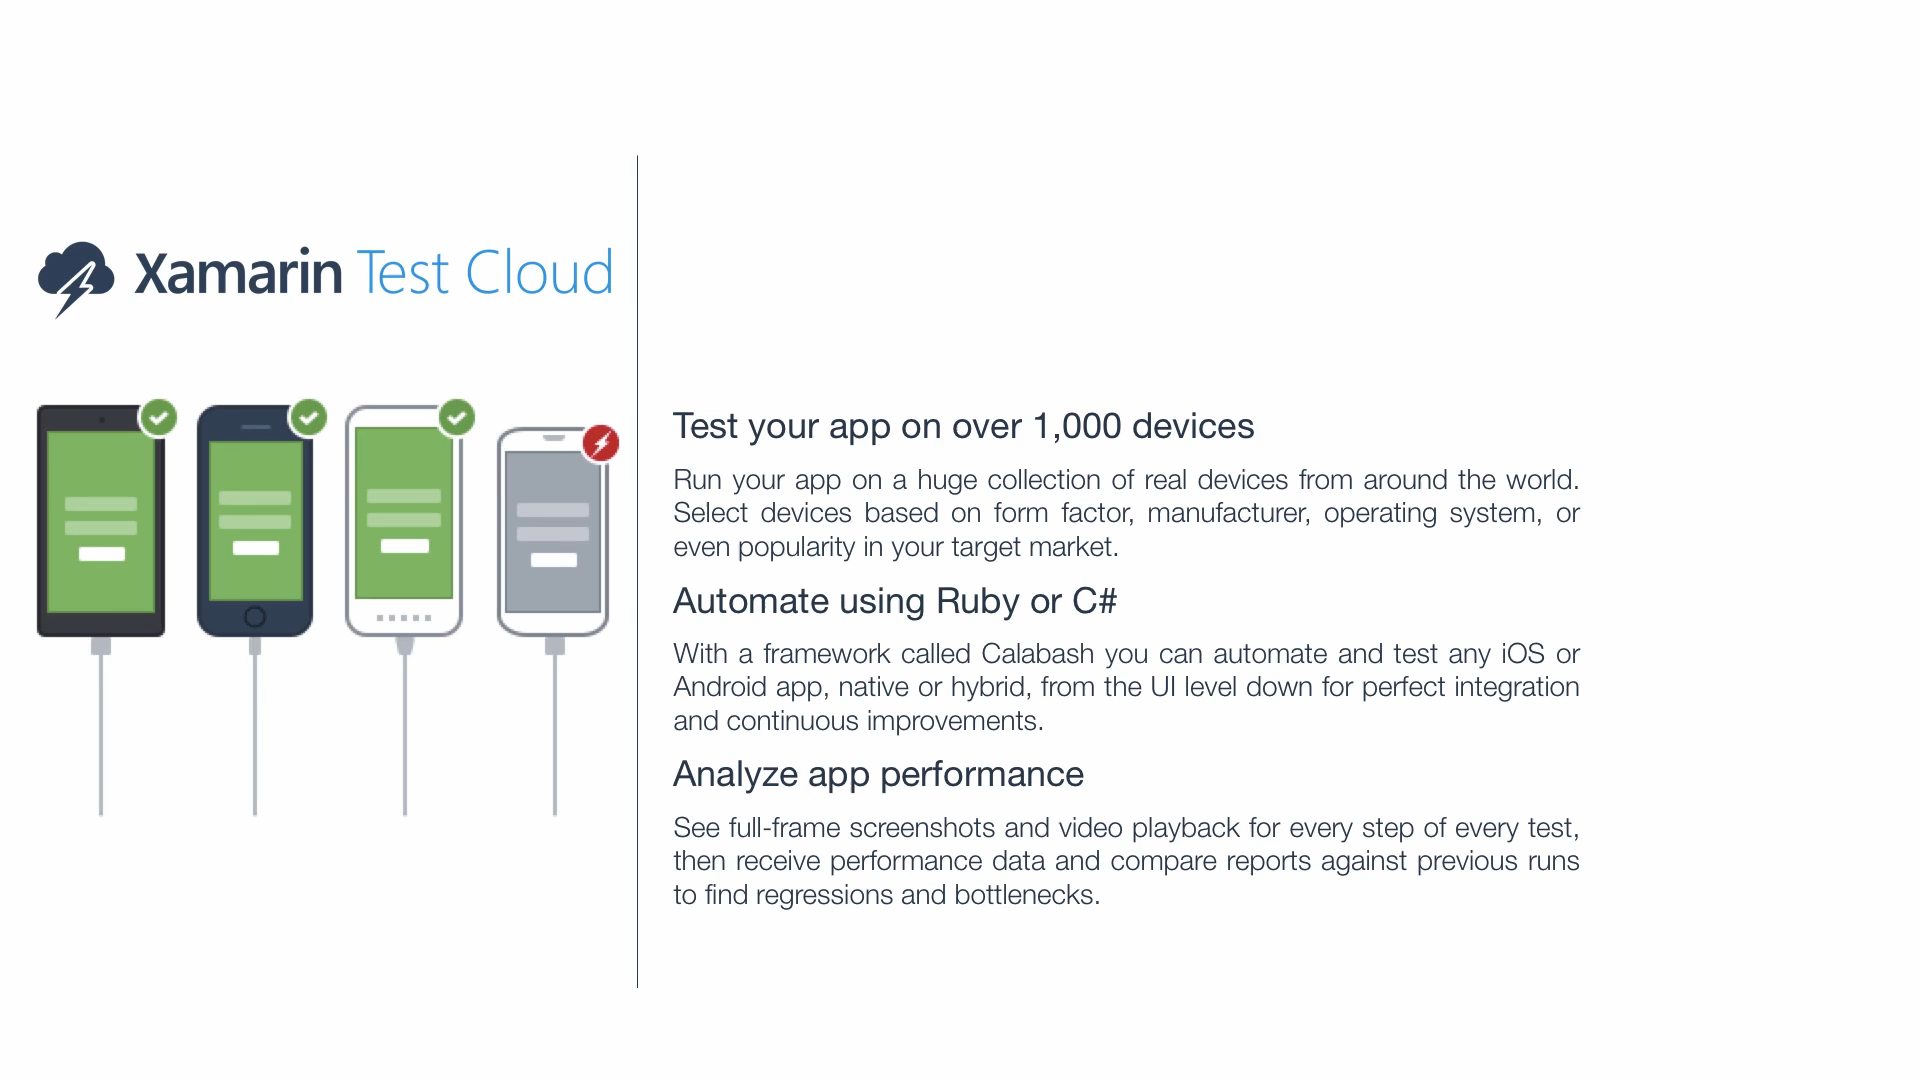 Xamarin Test Cloud
Test your app on over 1,000 devices
Run your app on a huge collection of real devices from around the world.
Select devices based on form factor, manufacturer, operating system, or
even popularity in your target market.
Automate using Ruby or C#
With a framework called Calabash you can automate and test any iOS or
Android app, native or hybrid, from the UI level down for perfect integration
and continuous improvements.
Analyze app performance
See full-frame screenshots and video playback for every step of every test,
then receive performance data and compare reports against previous runs
to find regressions and bottlenecks.